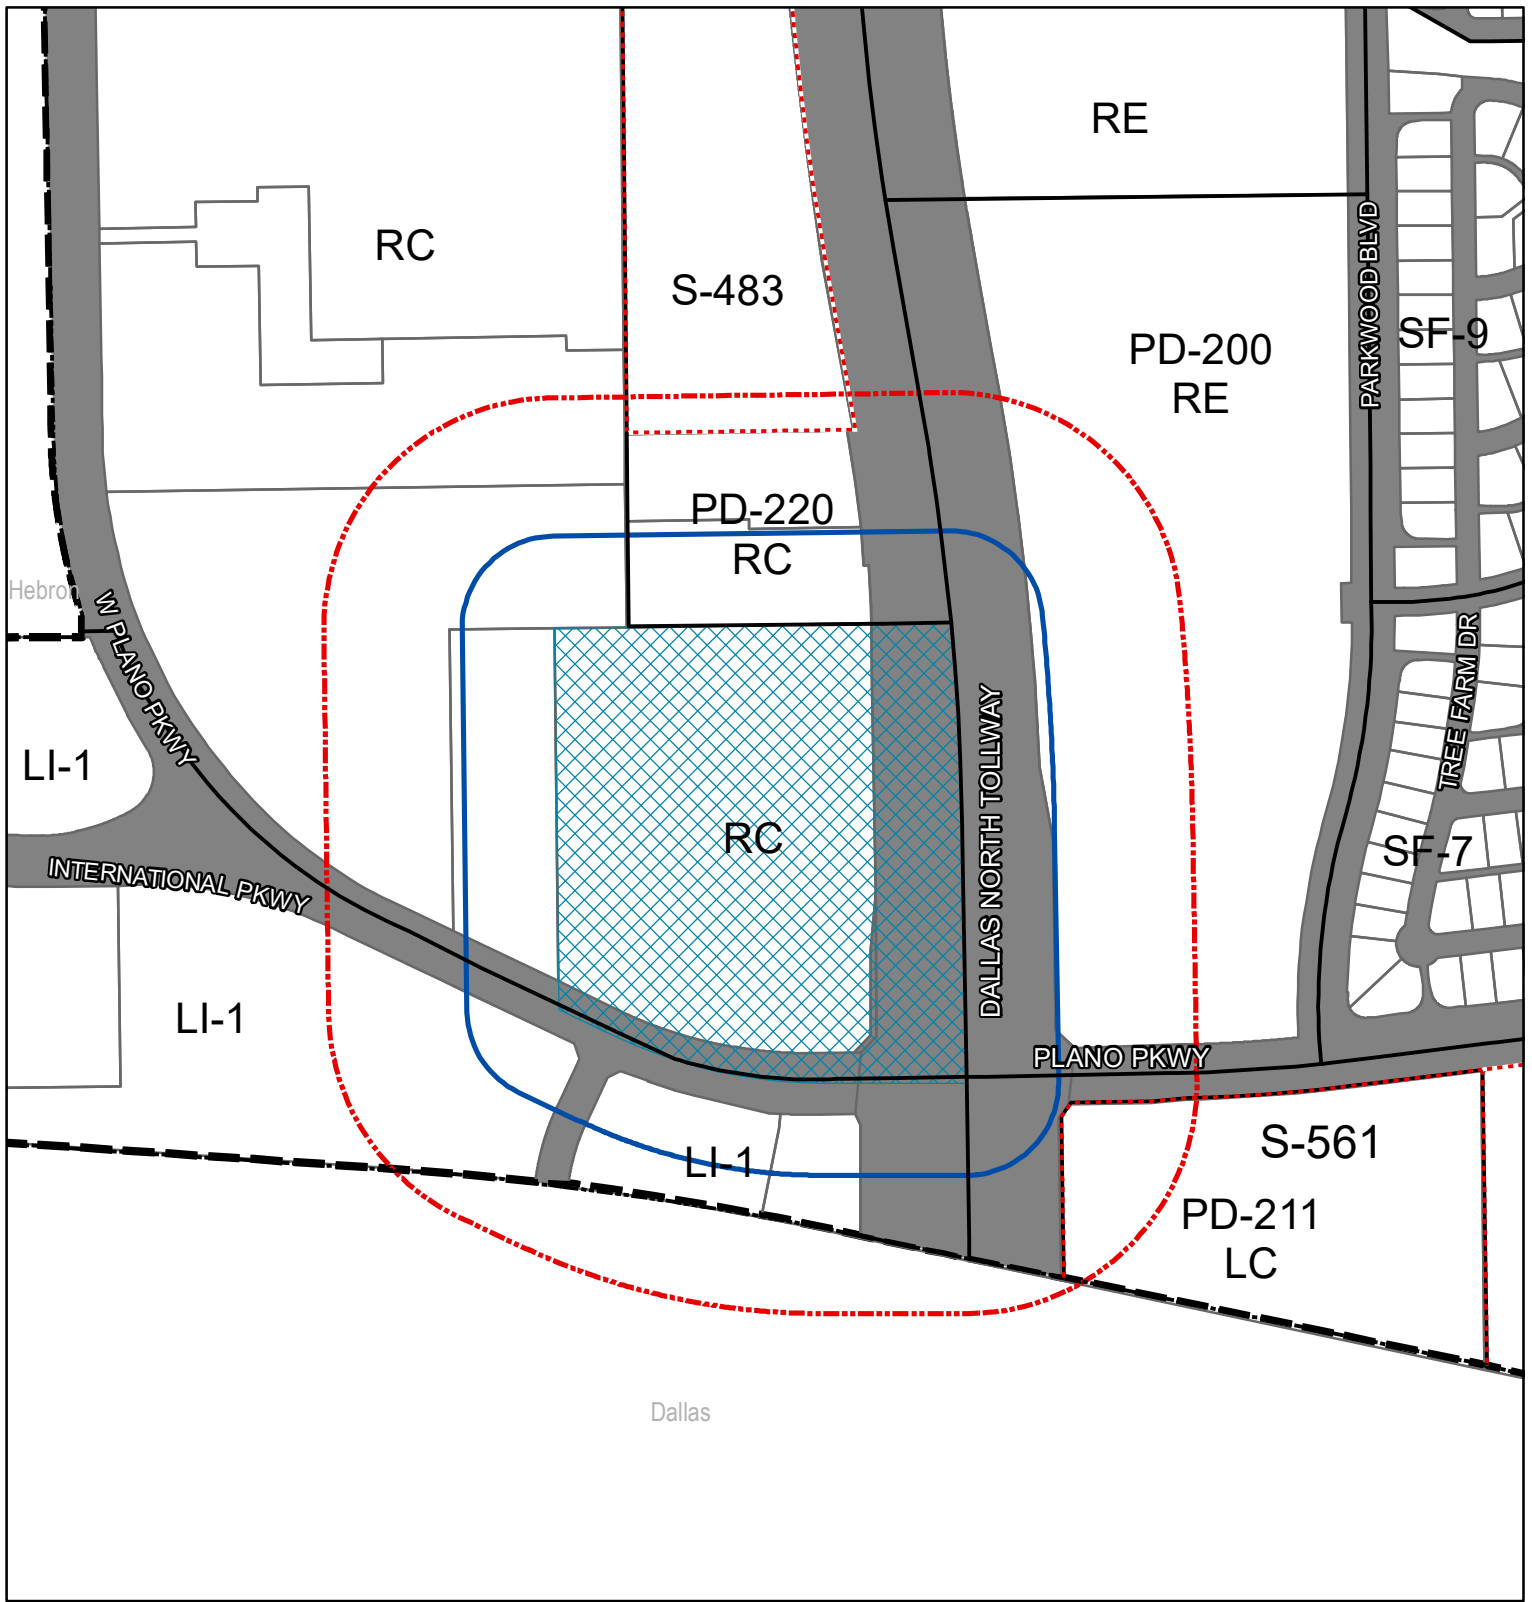 RE
RC
S-483
PARKWOOD BLVD
SF-9
PD-200
RE
PD-220
RC
Hebron
W PLANO PKWY
TREE FARM DR
LI-1
DALLAS NORTH TOLLWAY
RC
SF-7
INTERNATIONAL PKWY
LI-1
PLANO PKWY
S-561
LI-1
PD-211
LC
Dallas